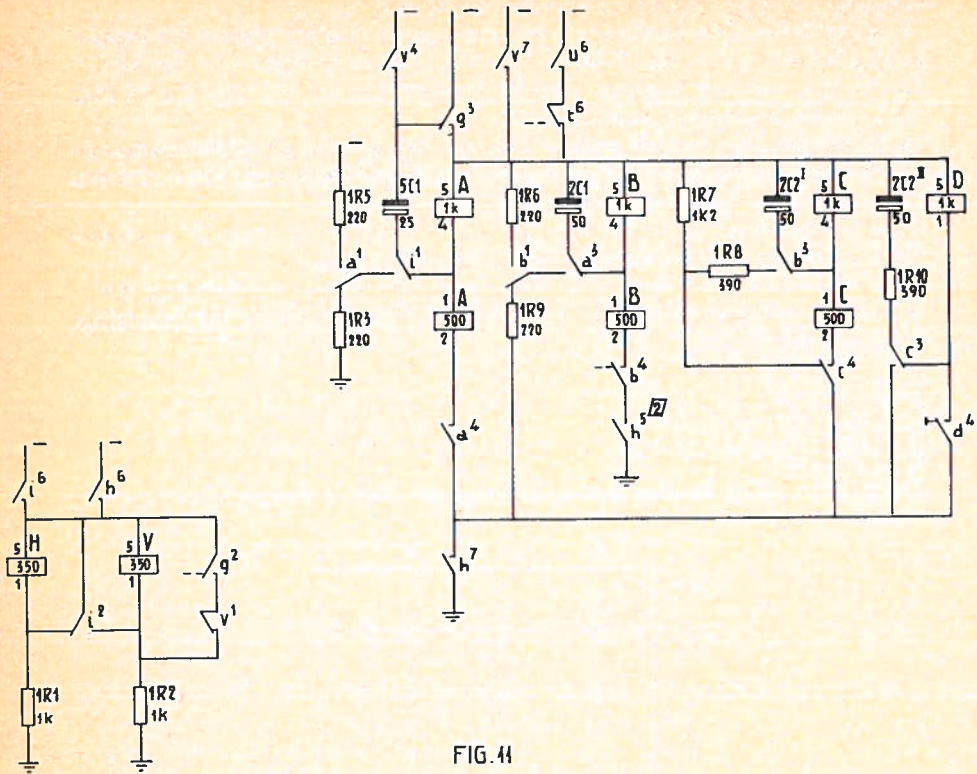 v⁴
g³
v⁷
u⁶
t⁶
1R5
220
5C1
25
5
A
1k
4
1R6
220
2C1
50
5
B
1k
4
1R7
1k2
2C2ᴵ
50
5
C
1k
4
2C2ᴵᴵ
50
5
D
1k
1
a¹
i¹
b¹
a³
1R8
390
b³
1R10
390
1R3
220
1
A
500
2
1R9
220
1
B
500
2
1
C
500
2
c³
b⁴
c⁴
a⁴
h⁵ 2
d⁴
i⁶
h⁶
5
H
350
1
5
V
350
1
g²
h⁷
i²
v¹
1R1
1k
1R2
1k
FIG.11